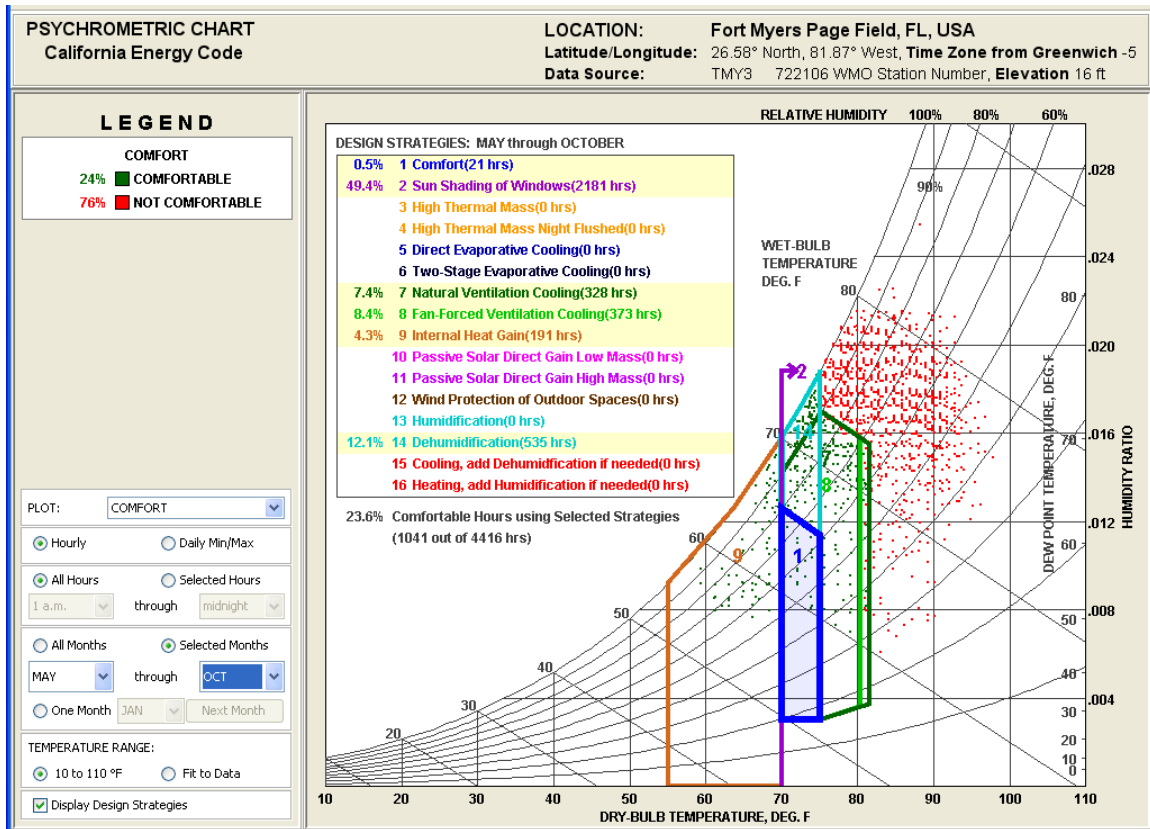 PSYCHROMETRIC CHART
California Energy Code
LOCATION: Fort Myers Page Field, FL, USA
Latitude/Longitude: 26.58° North, 81.87° West, Time Zone from Greenwich -5
Data Source: TMY3 722106 WMO Station Number, Elevation 16 ft
LEGEND
COMFORT
24% COMFORTABLE
76% NOT COMFORTABLE
PLOT: COMFORT
Hourly Daily Min/Max
All Hours Selected Hours
1 a.m. through midnight
All Months Selected Months
MAY through OCT
One Month JAN Next Month
TEMPERATURE RANGE:
10 to 110 °F Fit to Data
Display Design Strategies
RELATIVE HUMIDITY 100% 80% 60%
90%
DESIGN STRATEGIES: MAY through OCTOBER
0.5% 1 Comfort(21 hrs)
49.4% 2 Sun Shading of Windows(2181 hrs)
3 High Thermal Mass(0 hrs)
4 High Thermal Mass Night Flushed(0 hrs)
5 Direct Evaporative Cooling(0 hrs)
6 Two-Stage Evaporative Cooling(0 hrs)
7.4% 7 Natural Ventilation Cooling(328 hrs)
8.4% 8 Fan-Forced Ventilation Cooling(373 hrs)
4.3% 9 Internal Heat Gain(191 hrs)
10 Passive Solar Direct Gain Low Mass(0 hrs)
11 Passive Solar Direct Gain High Mass(0 hrs)
12 Wind Protection of Outdoor Spaces(0 hrs)
13 Humidification(0 hrs)
12.1% 14 Dehumidification(535 hrs)
15 Cooling, add Dehumidfication if needed(0 hrs)
16 Heating, add Humidification if needed(0 hrs)
23.6% Comfortable Hours using Selected Strategies
(1041 out of 4416 hrs)
WET-BULB
TEMPERATURE
DEG. F
20
30
40
50
60
70
80
2
7
8
9
1
.028
.024
.020
.016
.012
.008
.004
HUMIDITY RATIO
DEW POINT TEMPERATURE, DEG. F
80
70
60
50
40
30
20
10
0
10 20 30 40 50 60 70 80 90 100 110
DRY-BULB TEMPERATURE, DEG. F